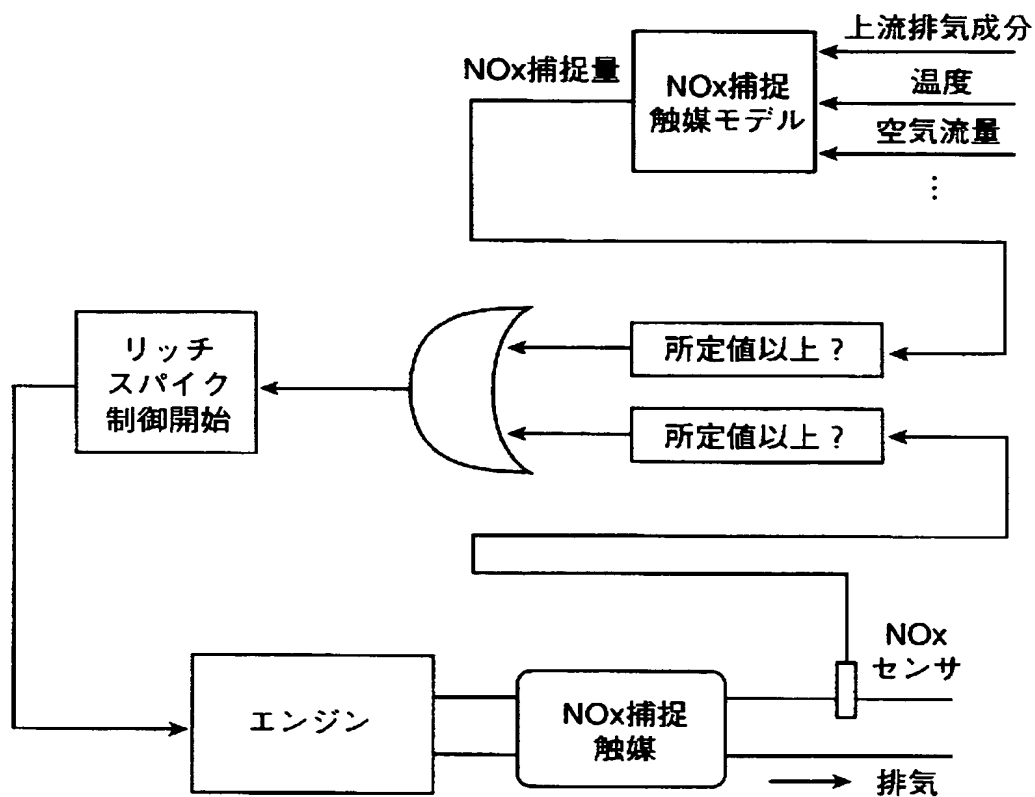 上流排気成分
NOx捕捉量
NOx捕捉
触媒モデル
温度
空気流量
⋮
リッチ
スパイク
制御開始
所定値以上？
所定値以上？
NOx
センサ
エンジン
NOx捕捉
触媒
排気